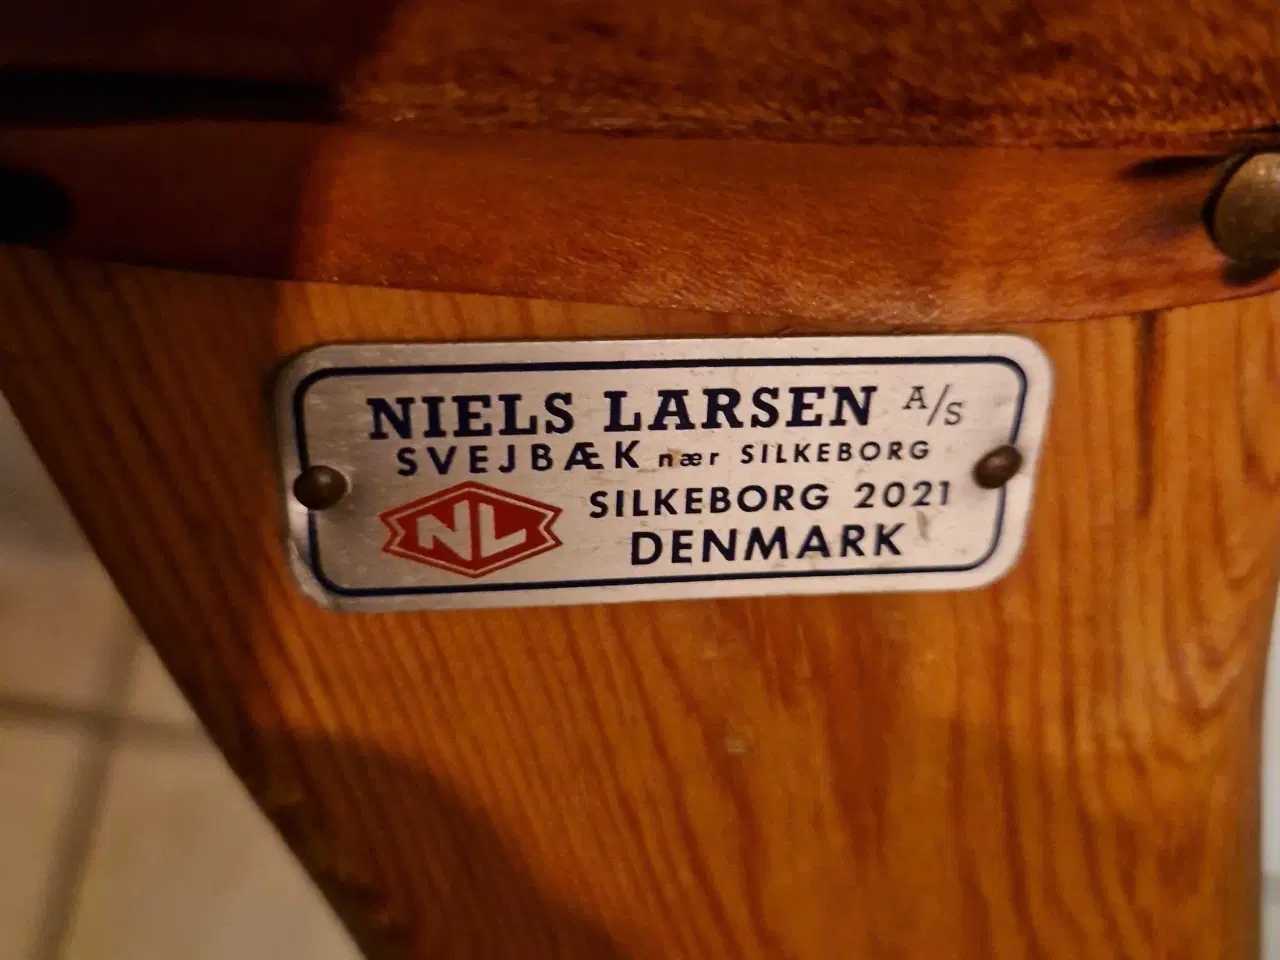 NIELS LARSEN A/S
SVEJBÆK nær SILKEBORG
NL
SILKEBORG 2021
DENMARK